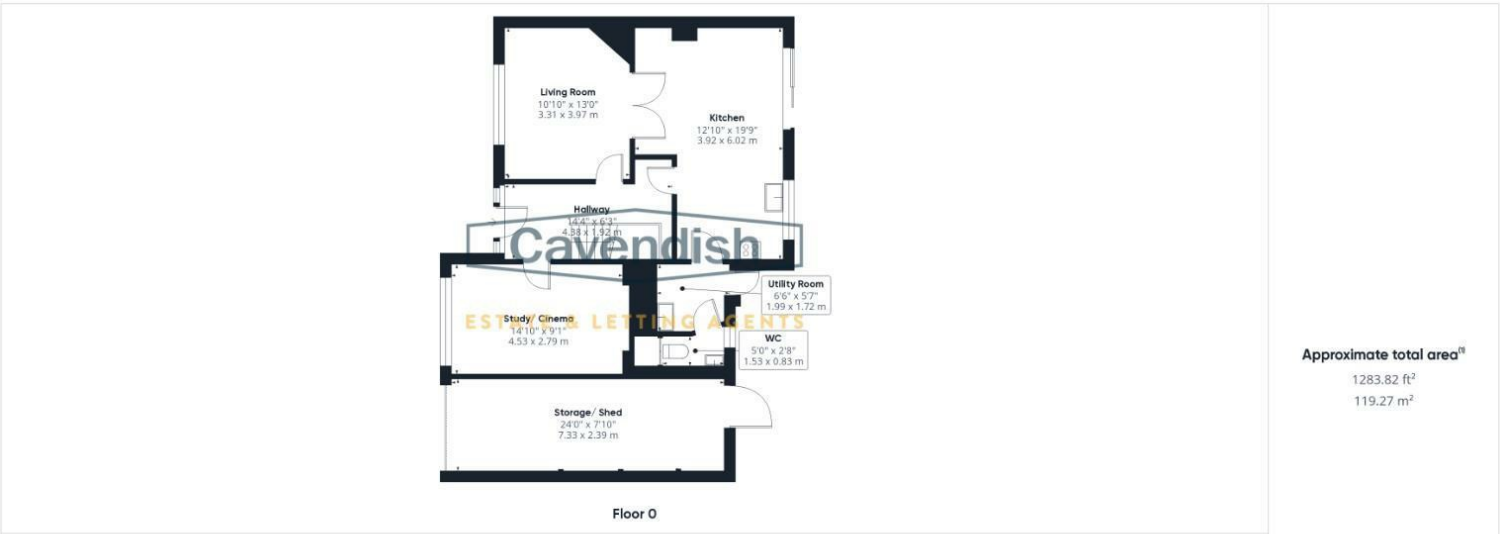 Living Room
10'10" x 13'0"
3.31 x 3.97 m
Kitchen
12'10" x 19'9"
3.92 x 6.02 m
Hallway
14'4" x 6'3"
4.38 x 1.92 m
Cavendish
ESTATE & LETTING AGENTS
Utility Room
6'6" x 5'7"
1.99 x 1.72 m
Study/ Cinema
14'10" x 9'1"
4.53 x 2.79 m
WC
5'0" x 2'8"
1.53 x 0.83 m
Storage/ Shed
24'0" x 7'10"
7.33 x 2.39 m
Floor 0
Approximate total area(1)
1283.82 ft²
119.27 m²